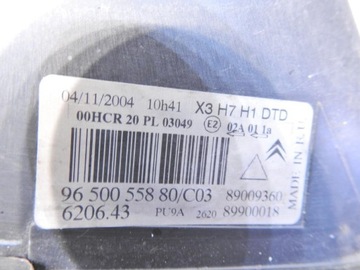 04/11/2004 10h41 X3 H7 H1 DTD
00HCR 20 PL 03049 E2 02A 01 1a
96 500 558 80/C03 89009360
6206.43 PU9A 2620 89900018
MADE IN